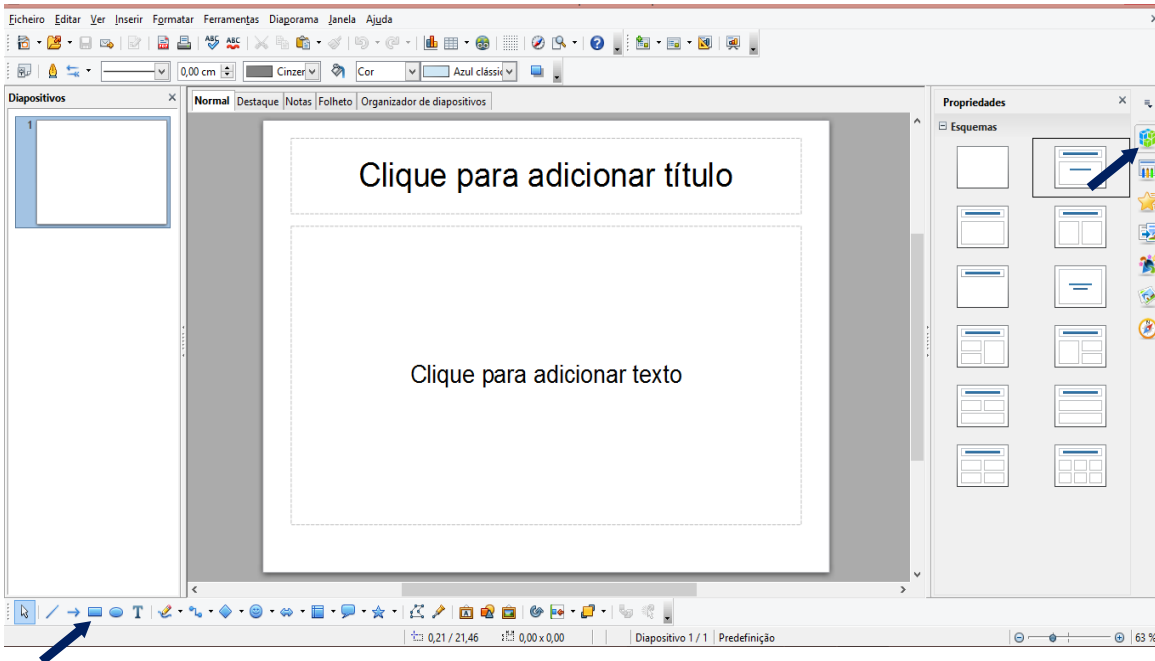 Ficheiro Editar Ver Inserir Formatar Ferramentas Diaporama Janela Ajuda
0,00 cm Cinzer Cor Azul clássic
Diapositivos
Normal Destaque Notas Folheto Organizador de diapositivos
Propriedades
1
Esquemas
Clique para adicionar título
Clique para adicionar texto
0,21 / 21,46 0,00 x 0,00 Diapositivo 1 / 1 Predefinição 63 %